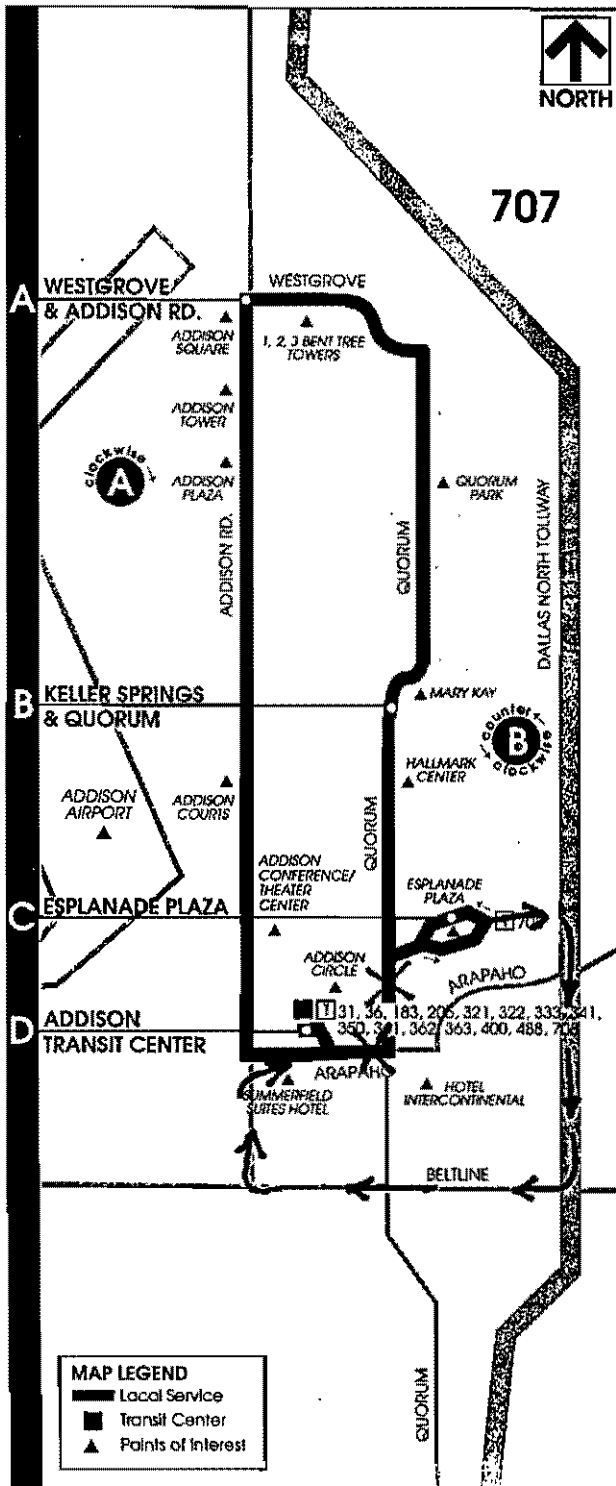 NORTH
707
A
WESTGROVE
& ADDISON RD.
WESTGROVE
ADDISON
SQUARE
1, 2, 3 BENT TREE
TOWERS
ADDISON
TOWER
clockwise
A
ADDISON
PLAZA
QUORUM
PARK
ADDISON RD.
QUORUM
DALLAS NORTH TOLLWAY
B
KELLER SPRINGS
& QUORUM
MARY KAY
counter
B
clockwise
HALLMARK
CENTER
ADDISON
AIRPORT
ADDISON
COURTS
QUORUM
ADDISON
CONFERENCE/
THEATER
CENTER
C
ESPLANADE PLAZA
ESPLANADE
PLAZA
ADDISON
CIRCLE
ARAPAHO
T
31, 36, 183, 205, 321, 322, 333, 341,
350, 361, 362, 363, 400, 488,
D
ADDISON
TRANSIT CENTER
ARAPAHO
SUMMERFIELD
SUITES HOTEL
HOTEL
INTERCONTINENTAL
BELTLINE
QUORUM
MAP LEGEND
Local Service
Transit Center
Points of Interest